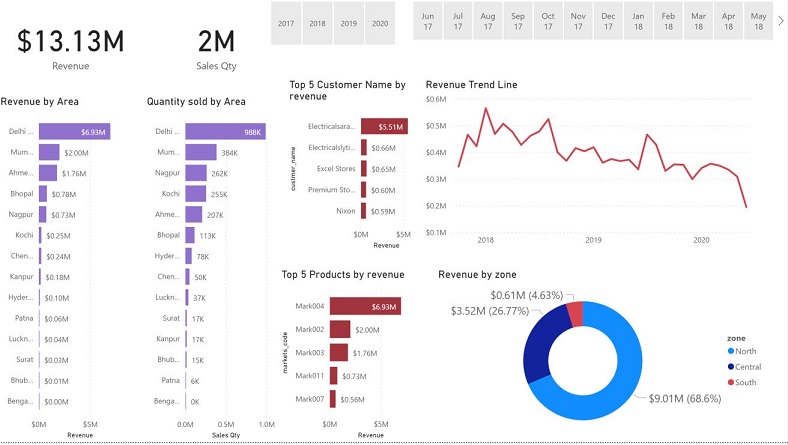 $13.13M
Revenue
2M
Sales Qty
2017
2018
2019
2020
Jun 17
Jul 17
Aug 17
Sep 17
Oct 17
Nov 17
Dec 17
Jan 18
Feb 18
Mar 18
Apr 18
May 18
Revenue by Area
Delhi ... $6.93M
Mum... $2.00M
Ahme... $1.76M
Bhopal $0.78M
Nagpur $0.73M
Kochi $0.25M
Chen... $0.24M
Kanpur $0.18M
Hyder... $0.10M
Patna $0.06M
Luckn... $0.04M
Surat $0.03M
Bhub... $0.01M
Benga... $0.00M
$0M $5M
Revenue
Quantity sold by Area
Delhi ... 988K
Mum... 384K
Nagpur 262K
Kochi 255K
Ahme... 207K
Bhopal 113K
Hyder... 78K
Chen... 50K
Luckn... 37K
Surat 17K
Kanpur 17K
Bhub... 15K
Patna 6K
Benga... 0K
0.0M 0.5M 1.0M
Sales Qty
Top 5 Customer Name by
revenue
custmer_name
Electricalsara... $5.51M
Electricalslyti... $0.66M
Excel Stores $0.65M
Premium Sto... $0.60M
Nixon $0.59M
$0M $5M
Revenue
Revenue Trend Line
$0.6M
$0.5M
$0.4M
$0.3M
$0.2M
$0.1M
2018 2019 2020
Top 5 Products by revenue
markets_code
Mark004 $6.93M
Mark002 $2.00M
Mark003 $1.76M
Mark011 $0.73M
Mark007 $0.56M
$0M $5M
Revenue
Revenue by zone
$0.61M (4.63%)
$3.52M (26.77%)
$9.01M (68.6%)
zone
North
Central
South